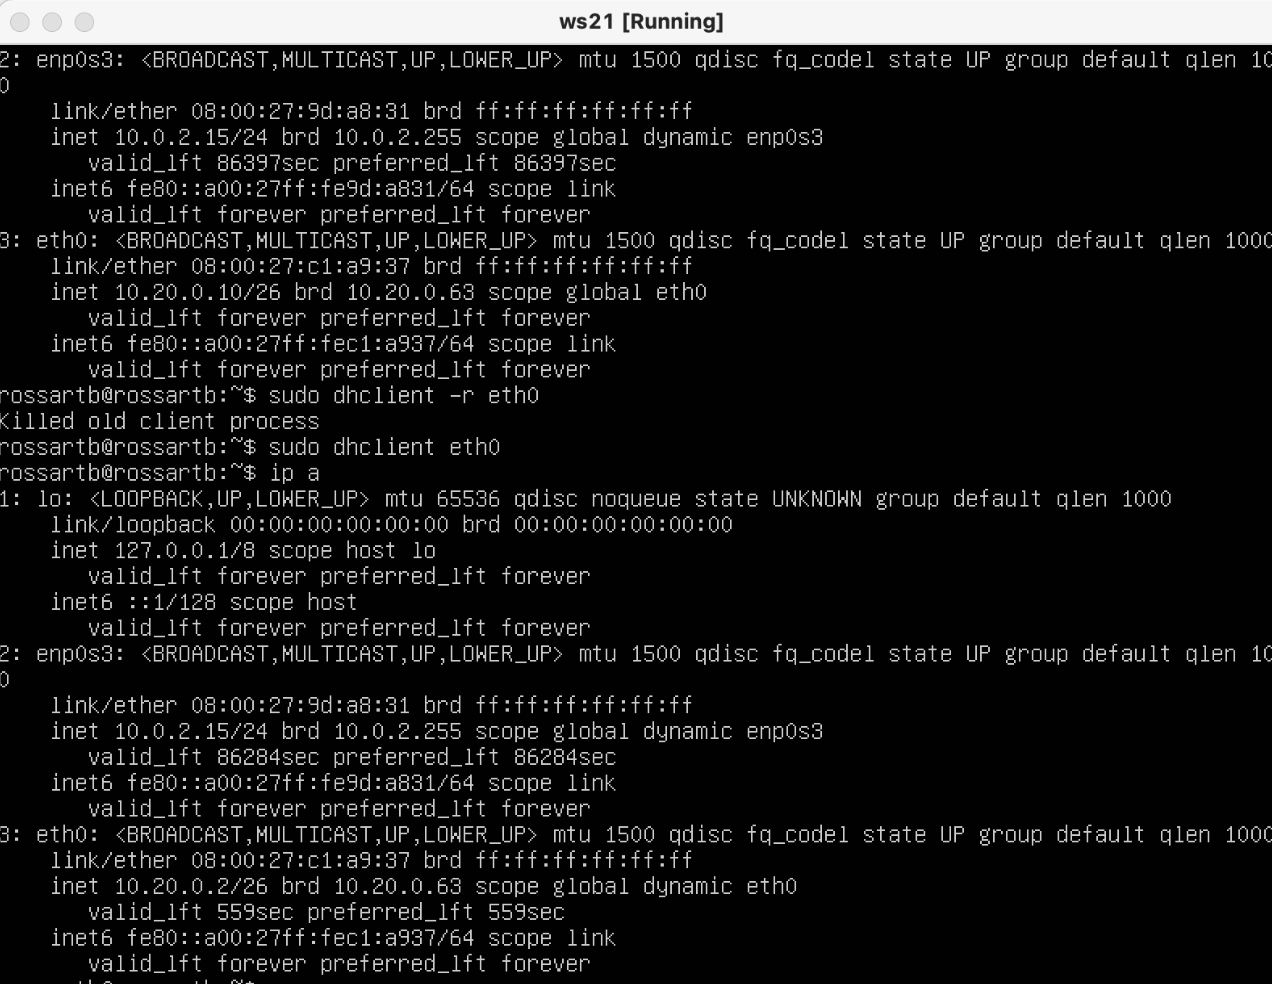 ws21 [Running]
2: enp0s3: <BROADCAST,MULTICAST,UP,LOWER_UP> mtu 1500 qdisc fq_codel state UP group default qlen 10
0
link/ether 08:00:27:9d:a8:31 brd ff:ff:ff:ff:ff:ff
inet 10.0.2.15/24 brd 10.0.2.255 scope global dynamic enp0s3
valid_lft 86397sec preferred_lft 86397sec
inet6 fe80::a00:27ff:fe9d:a831/64 scope link
valid_lft forever preferred_lft forever
3: eth0: <BROADCAST,MULTICAST,UP,LOWER_UP> mtu 1500 qdisc fq_codel state UP group default qlen 1000
link/ether 08:00:27:c1:a9:37 brd ff:ff:ff:ff:ff:ff
inet 10.20.0.10/26 brd 10.20.0.63 scope global eth0
valid_lft forever preferred_lft forever
inet6 fe80::a00:27ff:fec1:a937/64 scope link
valid_lft forever preferred_lft forever
rossartb@rossartb:~$ sudo dhclient -r eth0
Killed old client process
rossartb@rossartb:~$ sudo dhclient eth0
rossartb@rossartb:~$ ip a
1: lo: <LOOPBACK,UP,LOWER_UP> mtu 65536 qdisc noqueue state UNKNOWN group default qlen 1000
link/loopback 00:00:00:00:00:00 brd 00:00:00:00:00:00
inet 127.0.0.1/8 scope host lo
valid_lft forever preferred_lft forever
inet6 ::1/128 scope host
valid_lft forever preferred_lft forever
2: enp0s3: <BROADCAST,MULTICAST,UP,LOWER_UP> mtu 1500 qdisc fq_codel state UP group default qlen 10
0
link/ether 08:00:27:9d:a8:31 brd ff:ff:ff:ff:ff:ff
inet 10.0.2.15/24 brd 10.0.2.255 scope global dynamic enp0s3
valid_lft 86284sec preferred_lft 86284sec
inet6 fe80::a00:27ff:fe9d:a831/64 scope link
valid_lft forever preferred_lft forever
3: eth0: <BROADCAST,MULTICAST,UP,LOWER_UP> mtu 1500 qdisc fq_codel state UP group default qlen 1000
link/ether 08:00:27:c1:a9:37 brd ff:ff:ff:ff:ff:ff
inet 10.20.0.2/26 brd 10.20.0.63 scope global dynamic eth0
valid_lft 559sec preferred_lft 559sec
inet6 fe80::a00:27ff:fec1:a937/64 scope link
valid_lft forever preferred_lft forever